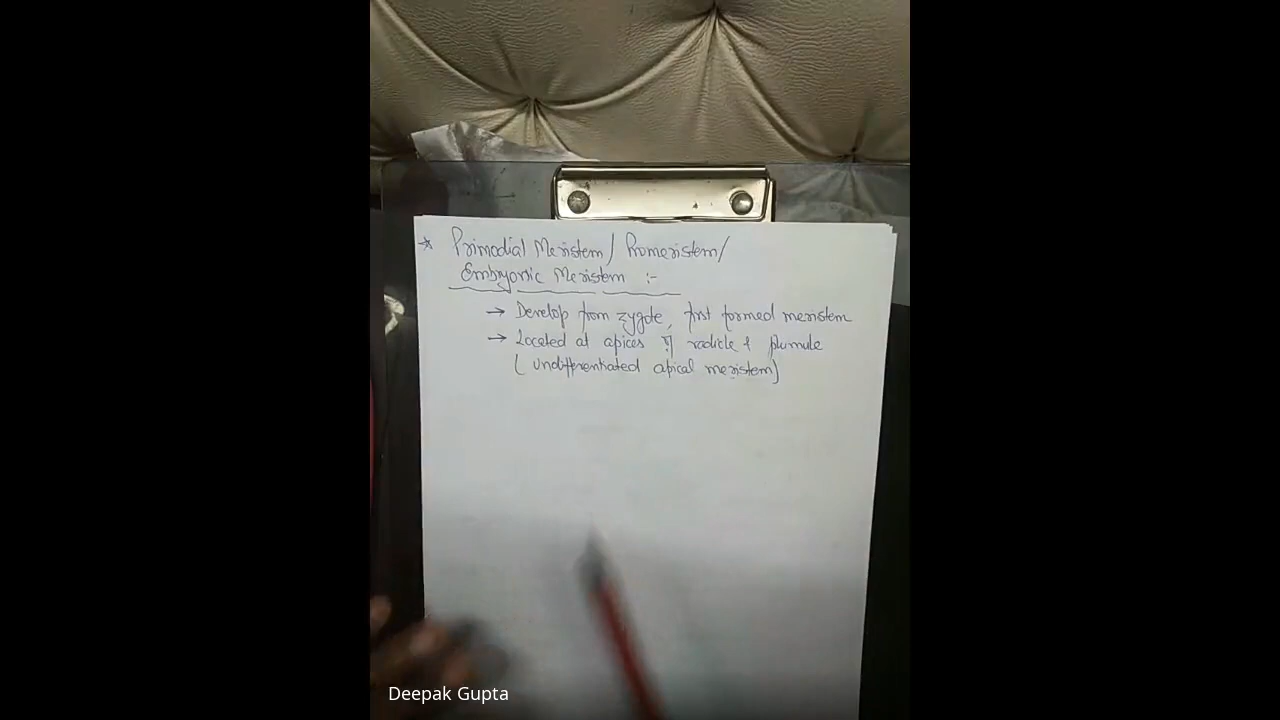 * Primodial Meristem / Promeristem /
Embryonic Meristem :-
→ Develop from zygote, first formed meristem
→ Located at apices of radicle & plumule
( undifferentiated apical meristem)
Deepak Gupta